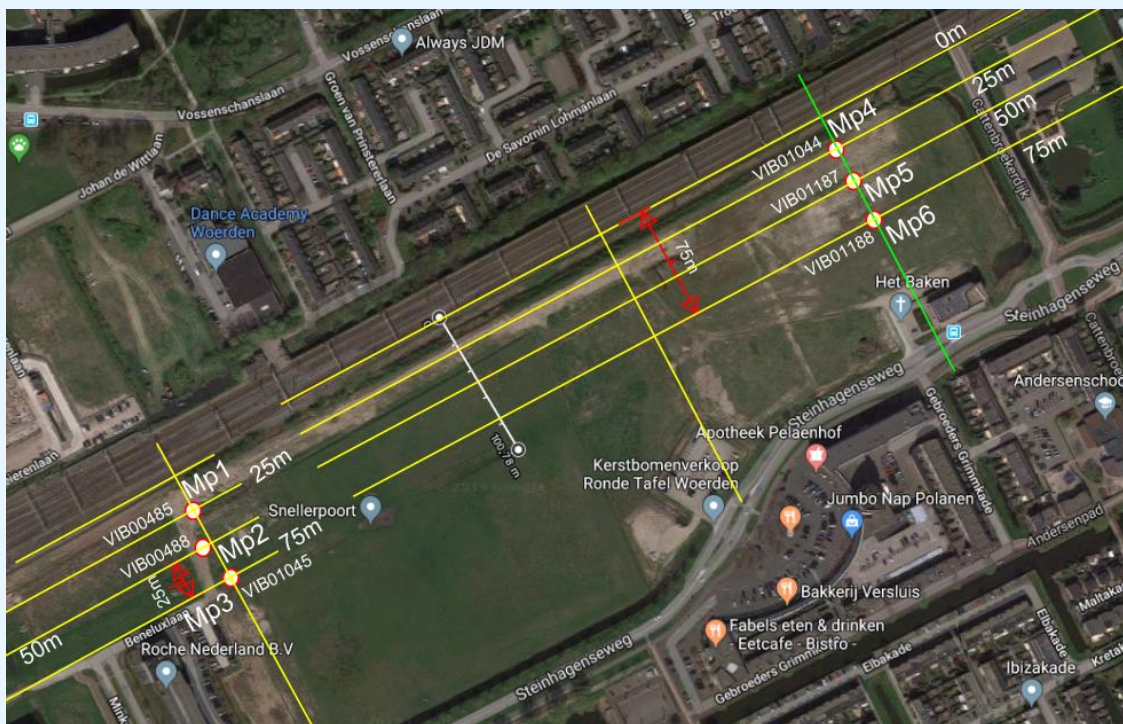 Always JDM
Vossenschanslaan
Vossenschanslaan
Groen van Prinstererlaan
De Savornin Lohmanlaan
Johan de Wittlaan
Dance Academy
Woerden
0m
25m
50m
75m
Cattenbroekerdijk
Mp4
VIB01044
Mp5
VIB01187
Mp6
VIB01188
75m
Het Baken
Steinhagenseweg
100,78 m
Steinhagenseweg
Gebroeders Grimmkade
Andersenschoo
Apotheek Pelaenhof
Kerstbomenverkoop
Ronde Tafel Woerden
Jumbo Nap Polanen
Andersenpad
Mp1
25m
VIB00485
Snellerpoort
VIB00488
Mp2
75m
VIB01045
25m
Mp3
50m
Beneluxlaan
Roche Nederland B.V
Bakkerij Versluis
Fabels eten & drinken
- Eetcafe - Bistro -
Steinhagenseweg
Elbakade
Elbakade
Ibizakade